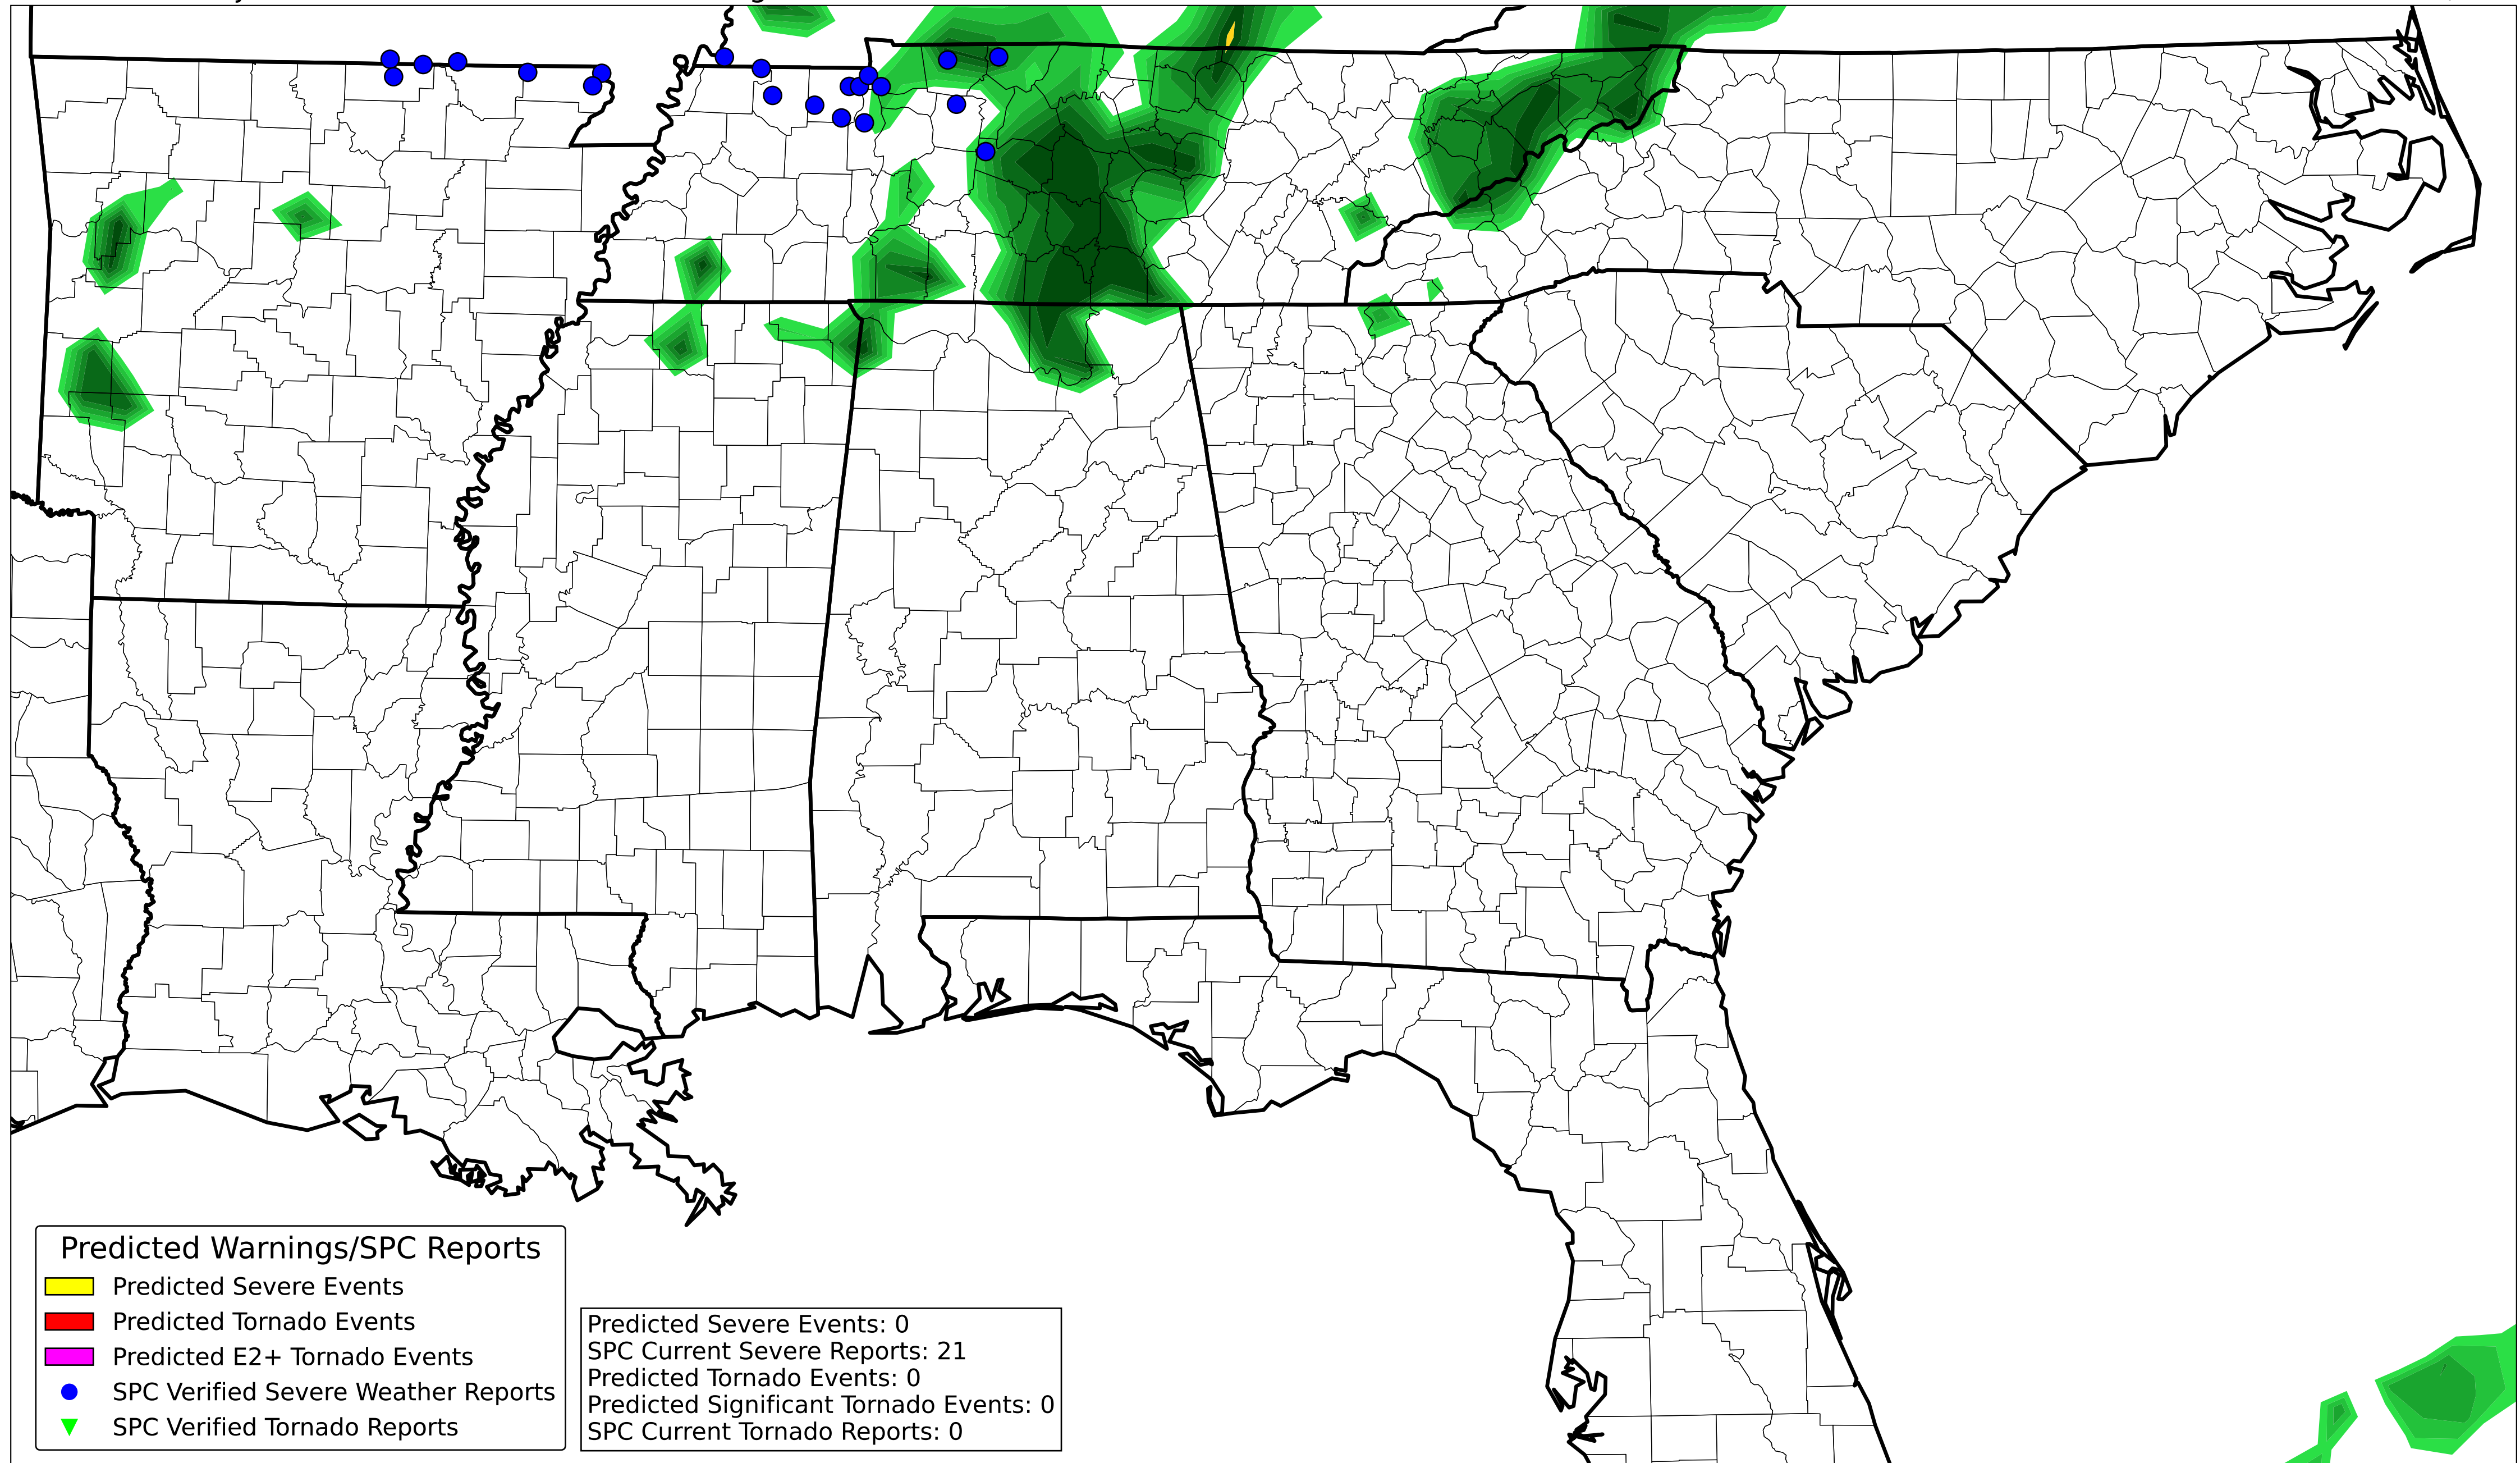 Predicted Warnings/SPC Reports
Predicted Severe Events
Predicted Tornado Events
Predicted E2+ Tornado Events
SPC Verified Severe Weather Reports
SPC Verified Tornado Reports
Predicted Severe Events: 0
SPC Current Severe Reports: 21
Predicted Tornado Events: 0
Predicted Significant Tornado Events: 0
SPC Current Tornado Reports: 0